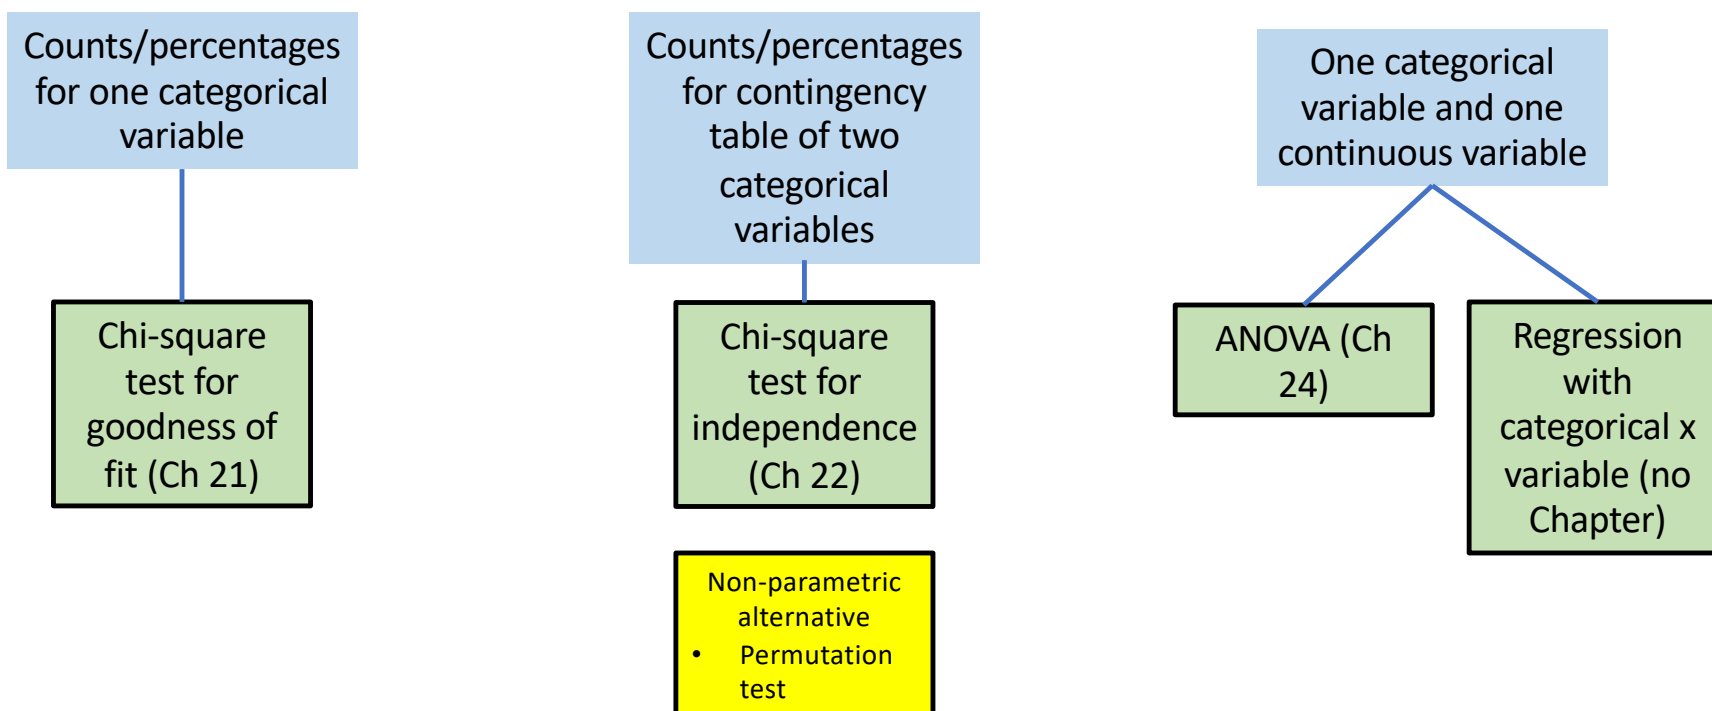 Counts/percentages
for one categorical
variable
Chi-square
test for
goodness of
fit (Ch 21)
Counts/percentages
for contingency
table of two
categorical
variables
Chi-square
test for
independence
(Ch 22)
Non-parametric
alternative
• Permutation
test
One categorical
variable and one
continuous variable
ANOVA (Ch
24)
Regression
with
categorical x
variable (no
Chapter)